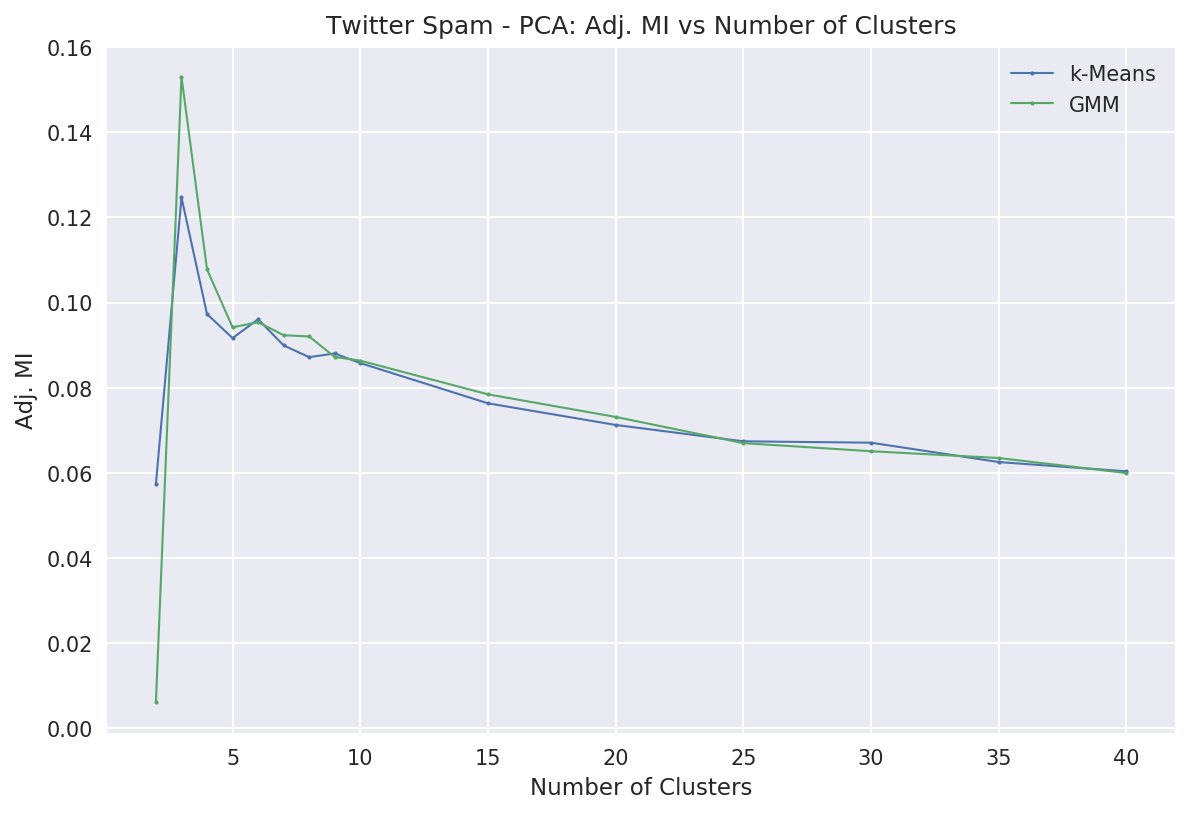 Twitter Spam - PCA: Adj. MI vs Number of Clusters
k-Means
GMM
Adj. MI
0.16
0.14
0.12
0.10
0.08
0.06
0.04
0.02
0.00
5 10 15 20 25 30 35 40
Number of Clusters